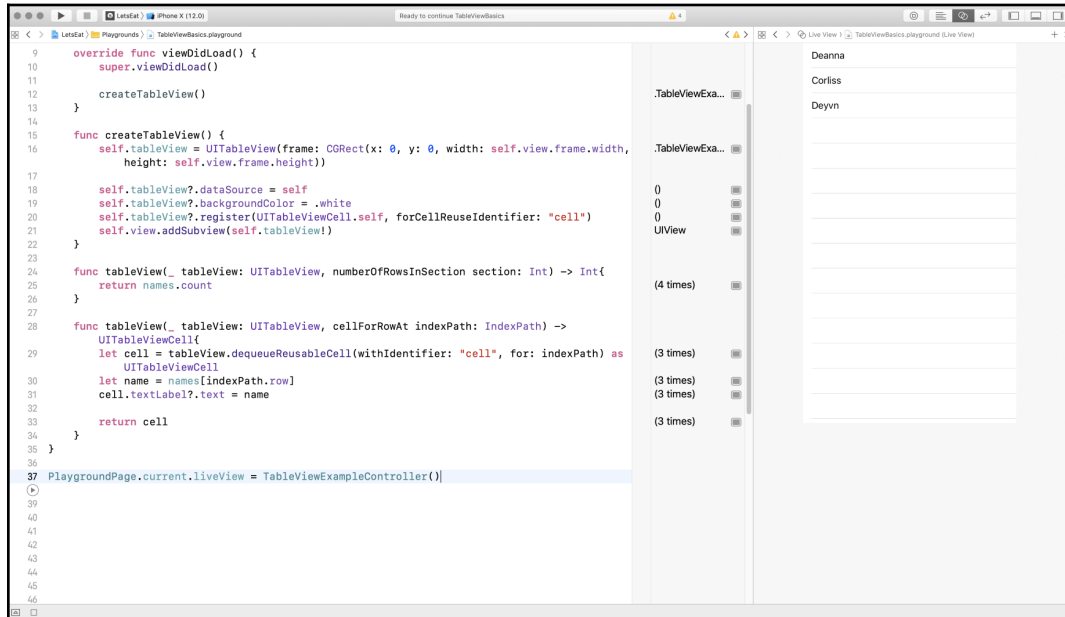 LetsEat 〉 iPhone X (12.0)
Ready to continue TableViewBasics
4
LetsEat 〉 Playgrounds 〉 TableViewBasics.playground
Live View 〉 TableViewBasics.playground (Live View)
9 override func viewDidLoad() {
10 super.viewDidLoad()
11
12 createTableView()
.TableViewExa...
13 }
14
15 func createTableView() {
16 self.tableView = UITableView(frame: CGRect(x: 0, y: 0, width: self.view.frame.width,
.TableViewExa...
height: self.view.frame.height))
17
18 self.tableView?.dataSource = self
()
19 self.tableView?.backgroundColor = .white
()
20 self.tableView?.register(UITableViewCell.self, forCellReuseIdentifier: "cell")
()
21 self.view.addSubview(self.tableView!)
UIView
22 }
23
24 func tableView(_ tableView: UITableView, numberOfRowsInSection section: Int) -> Int{
25 return names.count
(4 times)
26 }
27
28 func tableView(_ tableView: UITableView, cellForRowAt indexPath: IndexPath) ->
UITableViewCell{
29 let cell = tableView.dequeueReusableCell(withIdentifier: "cell", for: indexPath) as
(3 times)
UITableViewCell
30 let name = names[indexPath.row]
(3 times)
31 cell.textLabel?.text = name
(3 times)
32
33 return cell
(3 times)
34 }
35 }
36
37 PlaygroundPage.current.liveView = TableViewExampleController()
39
40
41
42
43
44
45
46
Deanna
Corliss
Deyvn